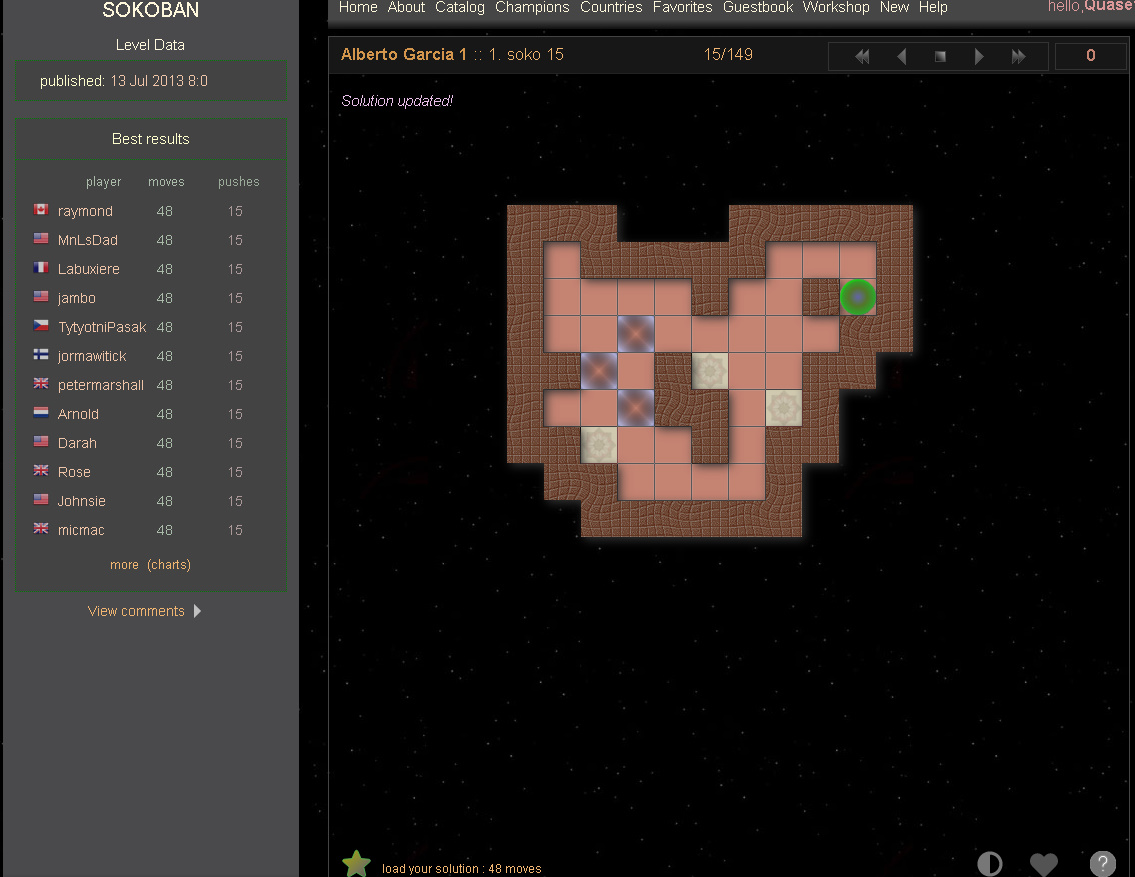 SOKOBAN
Level Data
published: 13 Jul 2013 8:0
Best results
player moves pushes
raymond 48 15
MnLsDad 48 15
Labuxiere 48 15
jambo 48 15
TytyotniPasak 48 15
jormawitick 48 15
petermarshall 48 15
Arnold 48 15
Darah 48 15
Rose 48 15
Johnsie 48 15
micmac 48 15
more (charts)
View comments
Home About Catalog Champions Countries Favorites Guestbook Workshop New Help hello,Quase
Alberto Garcia 1 :: 1. soko 15 15/149 0
Solution updated!
load your solution : 48 moves ?